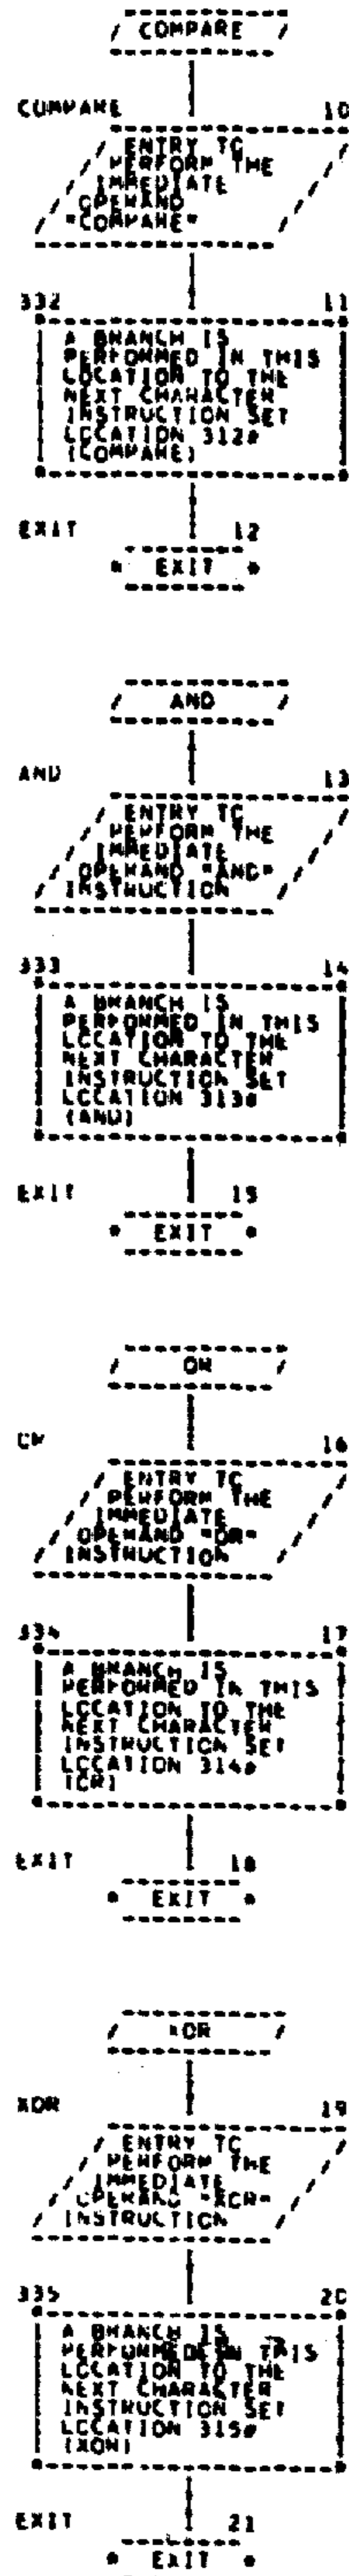 / COMPARE /
COMPARE 10
/ ENTRY TO /
PERFORM THE
IMMEDIATE
OPERAND
"COMPARE"
332 11
A BRANCH IS
PERFORMED IN THIS
LOCATION TO THE
NEXT CHARACTER
INSTRUCTION SET
LOCATION 312#
(COMPARE)
EXIT 12
* EXIT *
/ AND /
AND 13
/ ENTRY TO /
PERFORM THE
IMMEDIATE
OPERAND "AND"
INSTRUCTION
333 14
A BRANCH IS
PERFORMED IN THIS
LOCATION TO THE
NEXT CHARACTER
INSTRUCTION SET
LOCATION 313#
(AND)
EXIT 15
* EXIT *
/ OR /
OR 16
/ ENTRY TO /
PERFORM THE
IMMEDIATE
OPERAND "OR"
INSTRUCTION
334 17
A BRANCH IS
PERFORMED IN THIS
LOCATION TO THE
NEXT CHARACTER
INSTRUCTION SET
LOCATION 314#
(OR)
EXIT 18
* EXIT *
/ XOR /
XOR 19
/ ENTRY TO /
PERFORM THE
IMMEDIATE
OPERAND "XOR"
INSTRUCTION
335 20
A BRANCH IS
PERFORMED IN THIS
LOCATION TO THE
NEXT CHARACTER
INSTRUCTION SET
LOCATION 315#
(XOR)
EXIT 21
* EXIT *